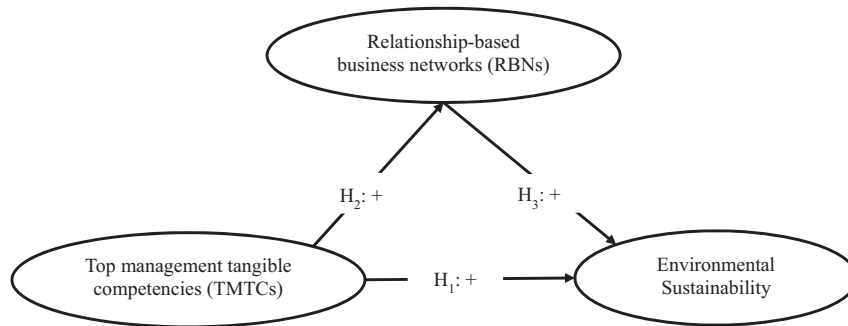 Relationship-based
business networks (RBNs)
H₂: +
H₃: +
Top management tangible
competencies (TMTCs)
H₁: +
Environmental
Sustainability